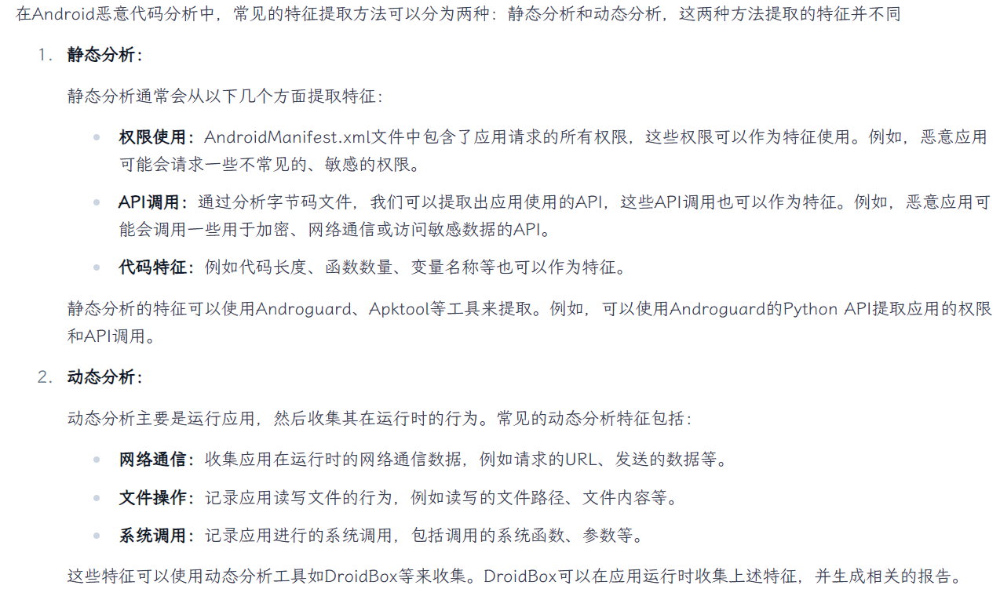 在Android恶意代码分析中，常见的特征提取方法可以分为两种：静态分析和动态分析，这两种方法提取的特征并不同
1. 静态分析：
静态分析通常会从以下几个方面提取特征：
• 权限使用：AndroidManifest.xml文件中包含了应用请求的所有权限，这些权限可以作为特征使用。例如，恶意应用
可能会请求一些不常见的、敏感的权限。
• API调用：通过分析字节码文件，我们可以提取出应用使用的API，这些API调用也可以作为特征。例如，恶意应用可
能会调用一些用于加密、网络通信或访问敏感数据的API。
• 代码特征：例如代码长度、函数数量、变量名称等也可以作为特征。
静态分析的特征可以使用Androguard、Apktool等工具来提取。例如，可以使用Androguard的Python API提取应用的权限
和API调用。
2. 动态分析：
动态分析主要是运行应用，然后收集其在运行时的行为。常见的动态分析特征包括：
• 网络通信：收集应用在运行时的网络通信数据，例如请求的URL、发送的数据等。
• 文件操作：记录应用读写文件的行为，例如读写的文件路径、文件内容等。
• 系统调用：记录应用进行的系统调用，包括调用的系统函数、参数等。
这些特征可以使用动态分析工具如DroidBox等来收集。DroidBox可以在应用运行时收集上述特征，并生成相关的报告。